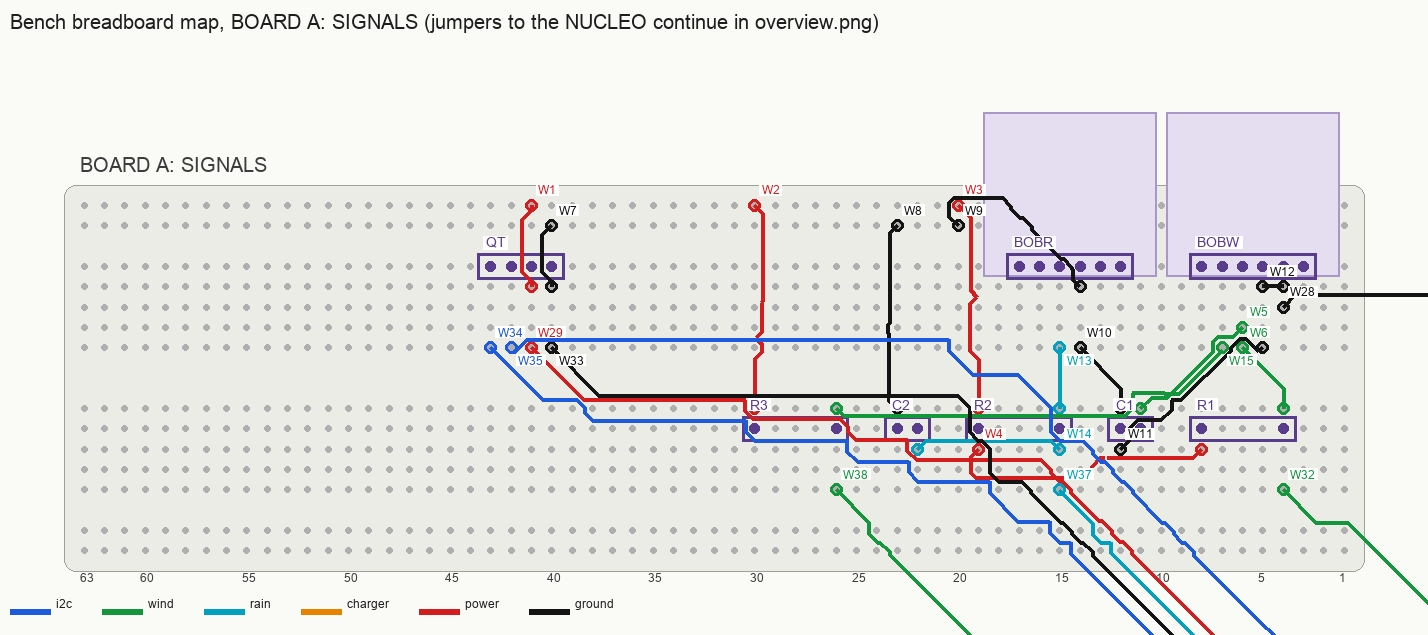 Bench breadboard map, BOARD A: SIGNALS (jumpers to the NUCLEO continue in overview.png)
BOARD A: SIGNALS
W1 W2 W3
W7 W8 W9
QT BOBR BOBW
W12
W28
W5
W34 W29 W10 W6
W35 W33 W13 W15
R3 C2 R2 C1 R1
W4 W14 W11
W38 W37 W32
63 60 55 50 45 40 35 30 25 20 15 10 5 1
i2c wind rain charger power ground